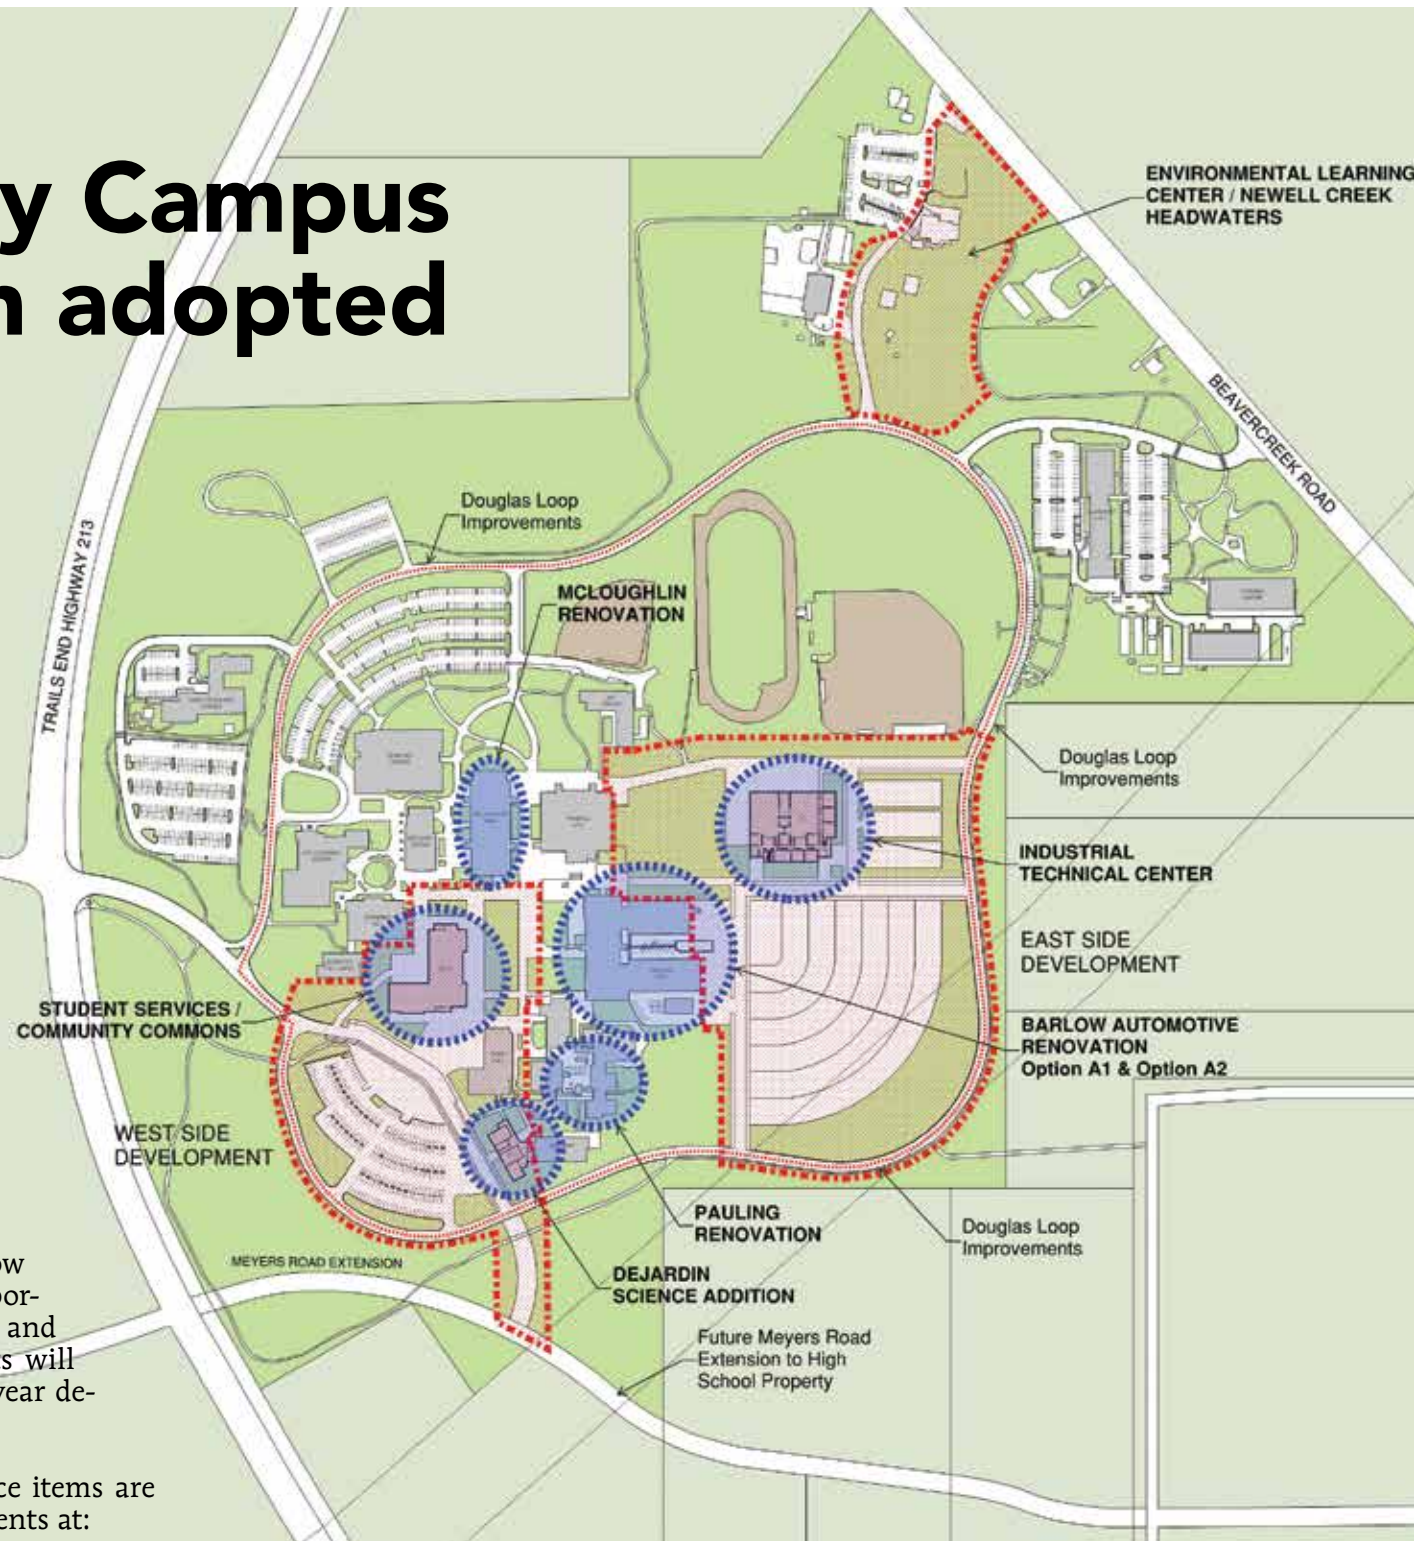 y Campus
n adopted
ENVIRONMENTAL LEARNING
CENTER / NEWELL CREEK
HEADWATERS
BEAVERCREEK ROAD
TRAILS END HIGHWAY 213
Douglas Loop
Improvements
MCLOUGHLIN
RENOVATION
Douglas Loop
Improvements
INDUSTRIAL
TECHNICAL CENTER
EAST SIDE
DEVELOPMENT
STUDENT SERVICES /
COMMUNITY COMMONS
BARLOW AUTOMOTIVE
RENOVATION
Option A1 & Option A2
WEST SIDE
DEVELOPMENT
PAULING
RENOVATION
Douglas Loop
Improvements
MEYERS ROAD EXTENSION
DEJARDIN
SCIENCE ADDITION
Future Meyers Road
Extension to High
School Property
ow
por-
and
s will
year de-
ce items are
ents at: